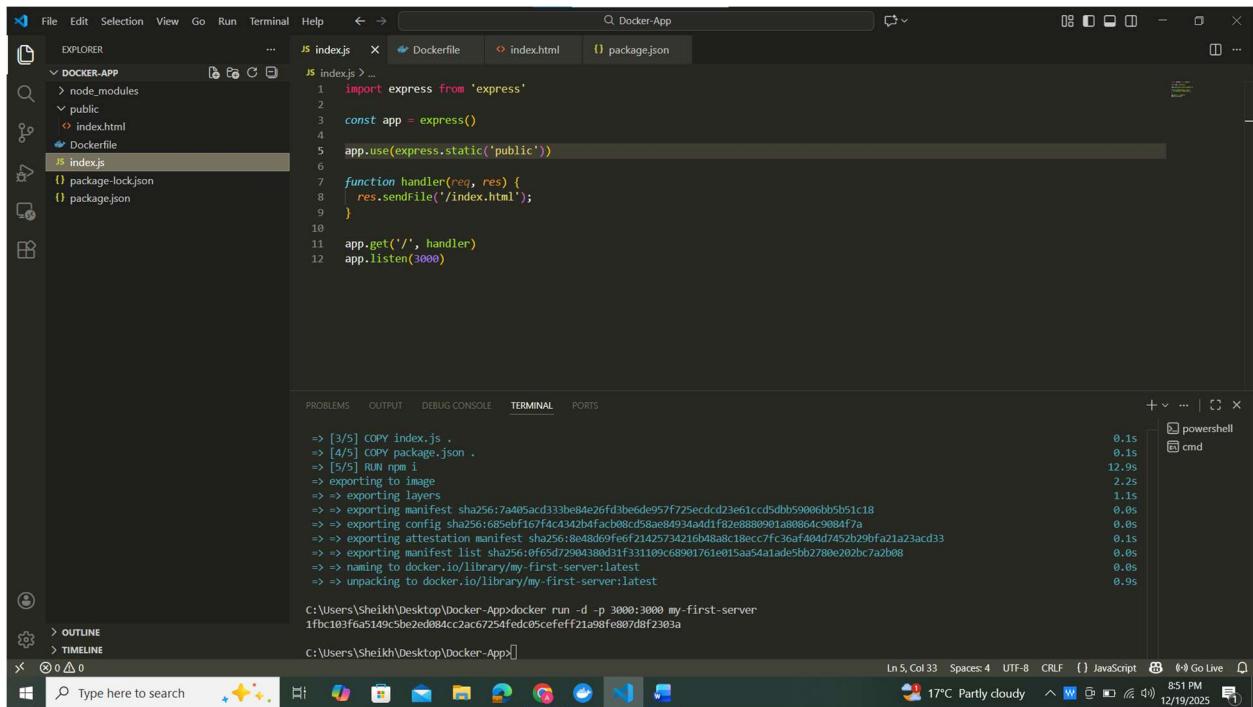 File Edit Selection View Go Run Terminal Help
Docker-App
EXPLORER
DOCKER-APP
node_modules
public
index.html
Dockerfile
index.js
package-lock.json
package.json
OUTLINE
TIMELINE
JS index.js
Dockerfile
index.html
{} package.json
JS index.js > ...
1 import express from 'express'
2
3 const app = express()
4
5 app.use(express.static('public'))
6
7 function handler(req, res) {
8 res.sendFile('/index.html');
9 }
10
11 app.get('/', handler)
12 app.listen(3000)
PROBLEMS OUTPUT DEBUG CONSOLE TERMINAL PORTS
=> [3/5] COPY index.js . 0.1s
=> [4/5] COPY package.json . 0.1s
=> [5/5] RUN npm i 12.9s
=> exporting to image 2.2s
=> => exporting layers 1.1s
=> => exporting manifest sha256:7a405acd333be84e26fd3be6de957f725ecdcd23e61ccd5dbb59006bb5b51c18 0.0s
=> => exporting config sha256:685ebf167f4c4342b4facb08cd58ae84934a4d1f82e8880901a80864c9084f7a 0.0s
=> => exporting attestation manifest sha256:8e48d69fe6f21425734216b48a8c18ecc7fc36af404d7452b29bfa21a23acd33 0.1s
=> => exporting manifest list sha256:0f65d72904380d31f331109c68901761e015aa54a1ade5bb2780e202bc7a2b08 0.0s
=> => naming to docker.io/library/my-first-server:latest 0.0s
=> => unpacking to docker.io/library/my-first-server:latest 0.9s
C:\Users\Sheikh\Desktop\Docker-App>docker run -d -p 3000:3000 my-first-server
1fbc103f6a5149c5be2ed084cc2ac67254fedc05cefeff21a98fe807d8f2303a
C:\Users\Sheikh\Desktop\Docker-App>
powershell
cmd
0 0
Ln 5, Col 33 Spaces: 4 UTF-8 CRLF {} JavaScript Go Live
Type here to search
17°C Partly cloudy
8:51 PM
12/19/2025